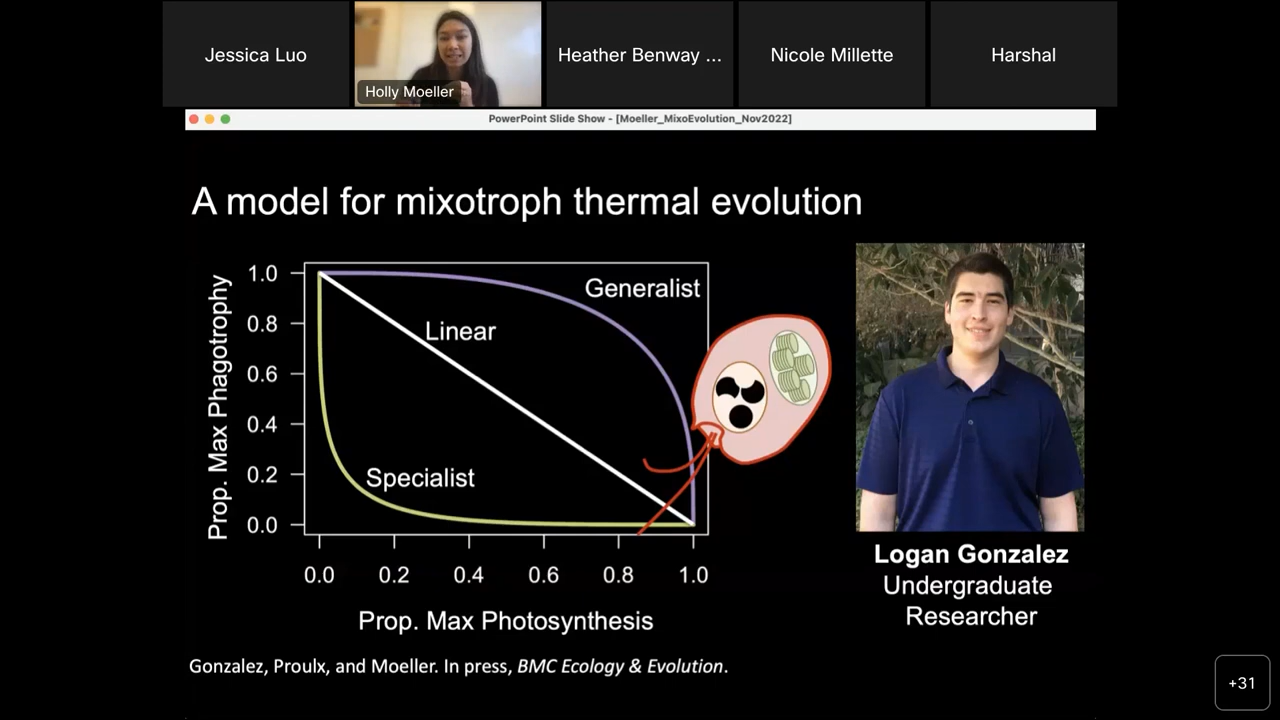 Jessica Luo
Holly Moeller
Heather Benway ...
Nicole Millette
Harshal
PowerPoint Slide Show - [Moeller_MixoEvolution_Nov2022]
A model for mixotroph thermal evolution
Prop. Max Phagotrophy
1.0
0.8
0.6
0.4
0.2
0.0
Generalist
Linear
Specialist
0.0 0.2 0.4 0.6 0.8 1.0
Prop. Max Photosynthesis
Logan Gonzalez
Undergraduate
Researcher
Gonzalez, Proulx, and Moeller. In press, BMC Ecology & Evolution.
+31